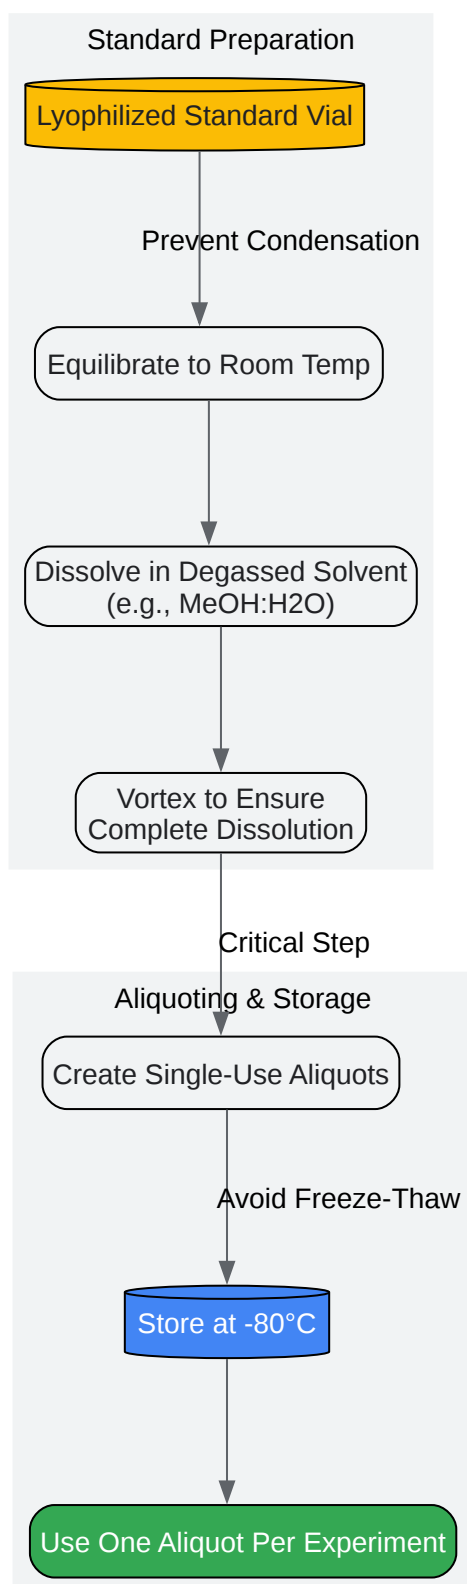 Standard Preparation
Lyophilized Standard Vial
Prevent Condensation
Equilibrate to Room Temp
Dissolve in Degassed Solvent
(e.g., MeOH:H2O)
Vortex to Ensure
Complete Dissolution
Critical Step
Aliquoting & Storage
Create Single-Use Aliquots
Avoid Freeze-Thaw
Store at -80°C
Use One Aliquot Per Experiment